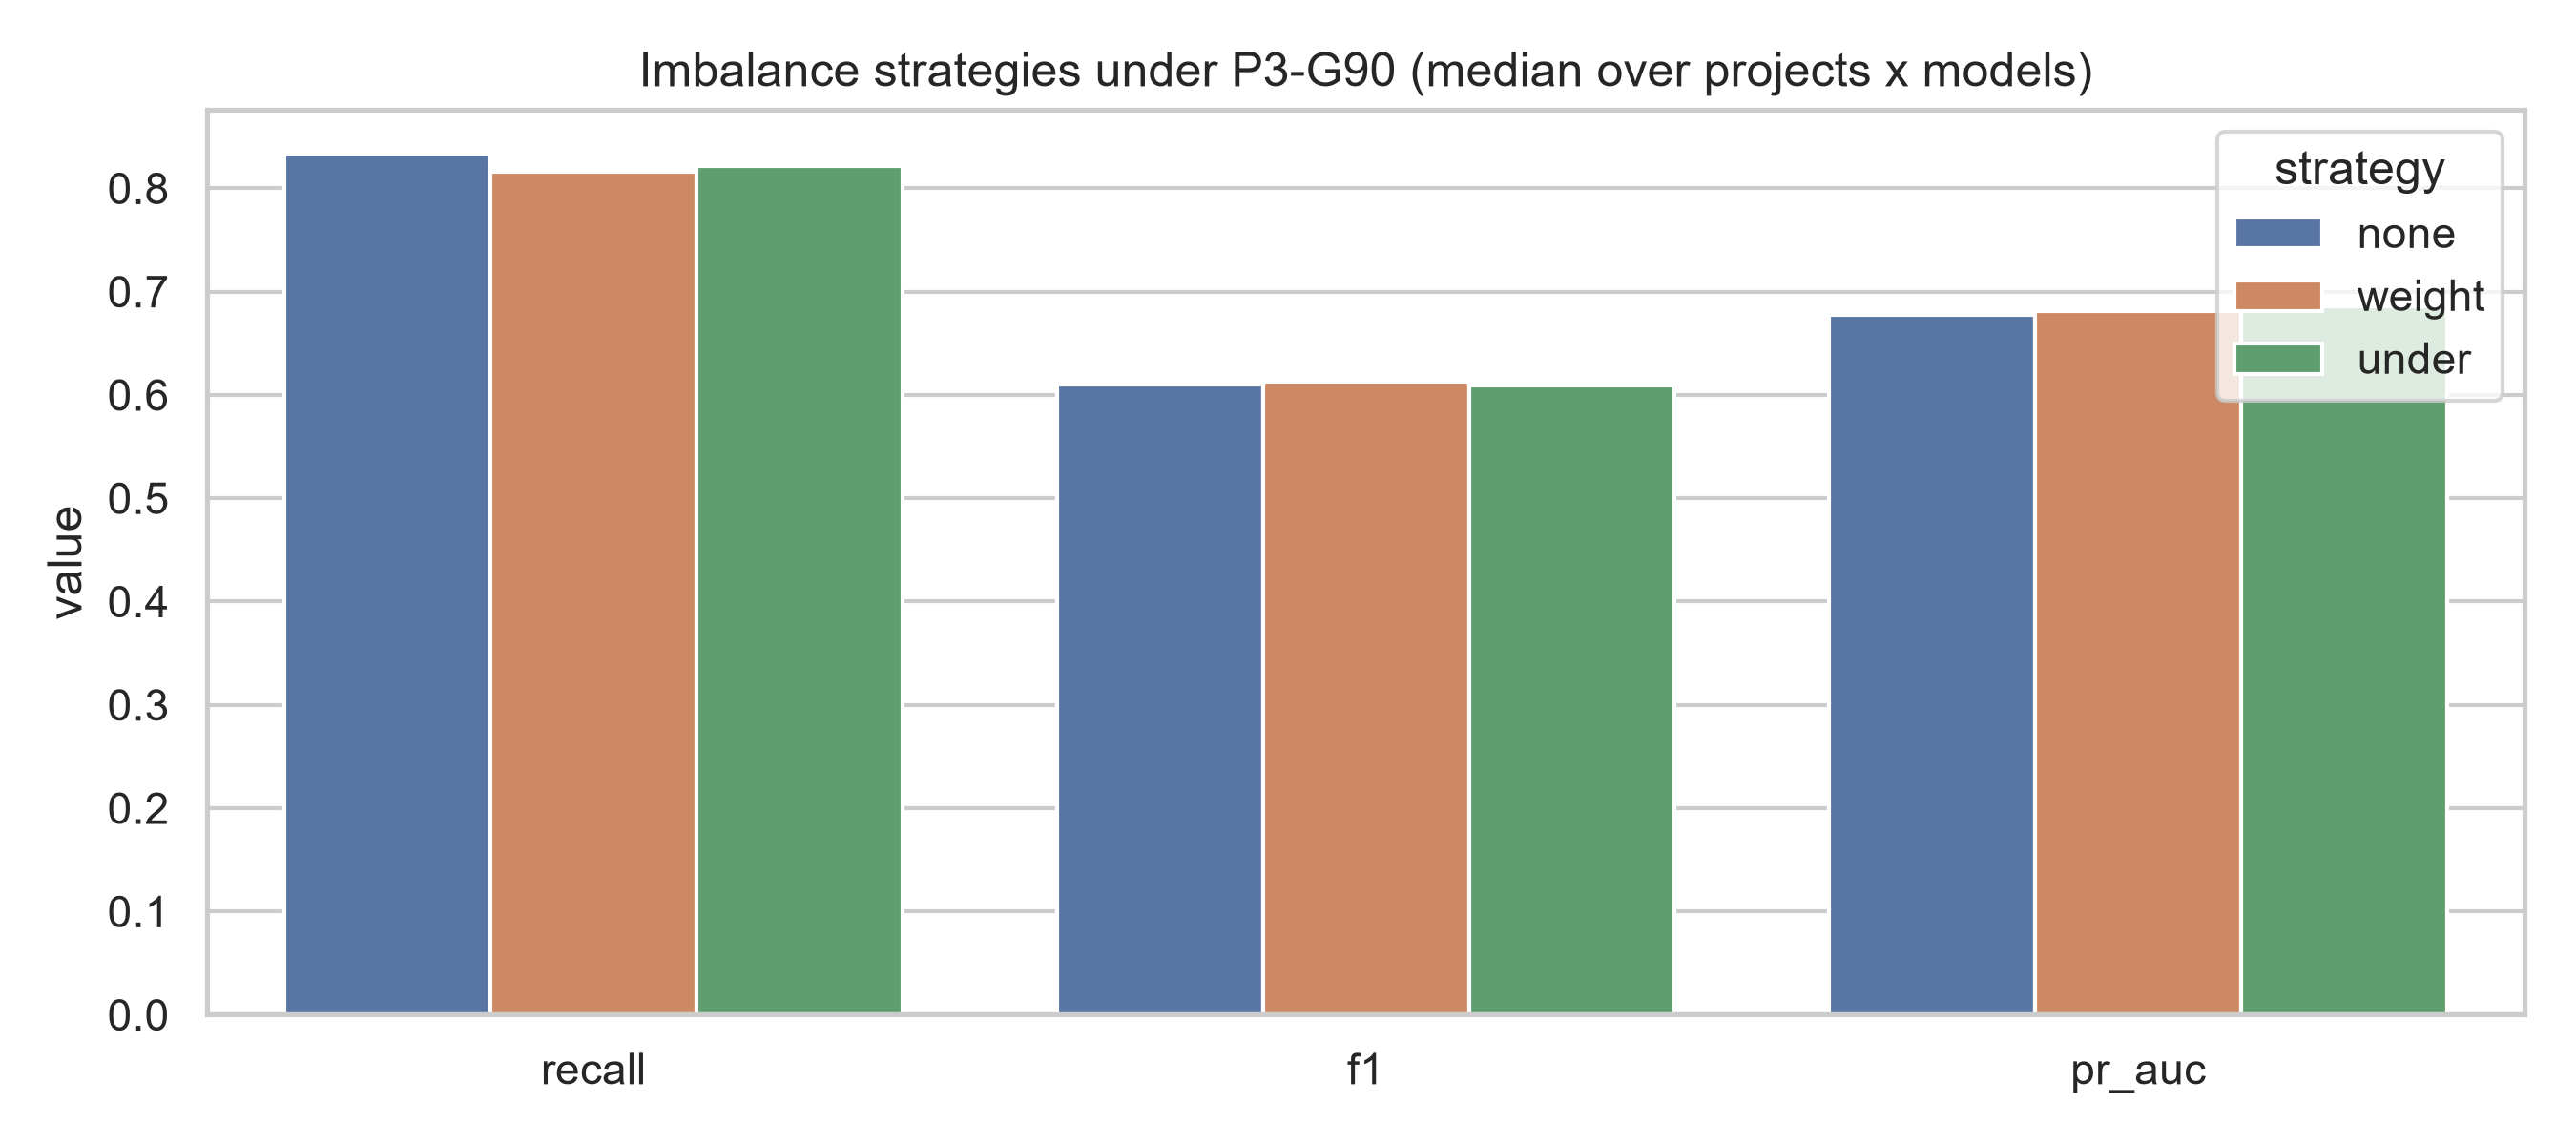 Imbalance strategies under P3-G90 (median over projects x models)
strategy
none
weight
under
value
0.8
0.7
0.6
0.5
0.4
0.3
0.2
0.1
0.0
recall f1 pr_auc